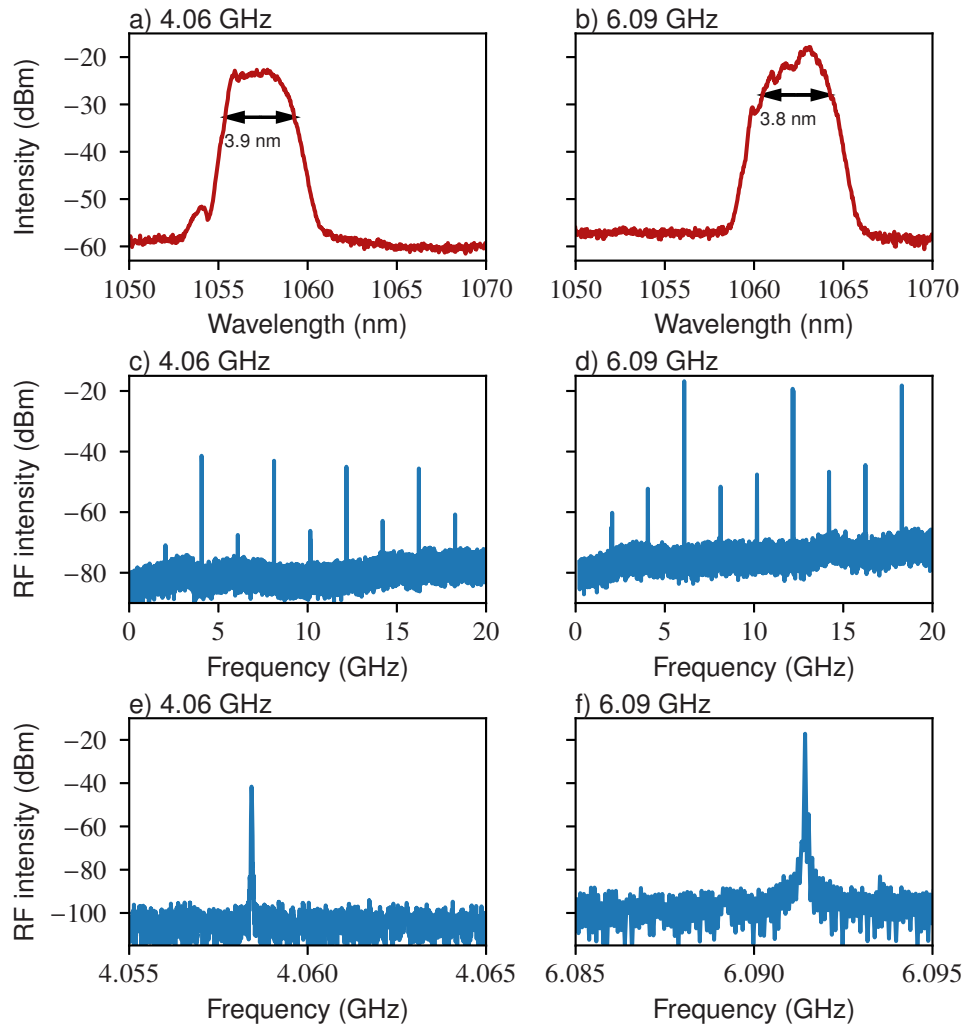 a) 4.06 GHz
b) 6.09 GHz
Intensity (dBm)
−20
−30
−40
−50
−60
3.9 nm
3.8 nm
1050 1055 1060 1065 1070
1050 1055 1060 1065 1070
Wavelength (nm)
Wavelength (nm)
c) 4.06 GHz
d) 6.09 GHz
RF intensity (dBm)
−20
−40
−60
−80
0 5 10 15 20
0 5 10 15 20
Frequency (GHz)
Frequency (GHz)
e) 4.06 GHz
f) 6.09 GHz
RF intensity (dBm)
−20
−40
−60
−80
−100
4.055 4.060 4.065
6.085 6.090 6.095
Frequency (GHz)
Frequency (GHz)